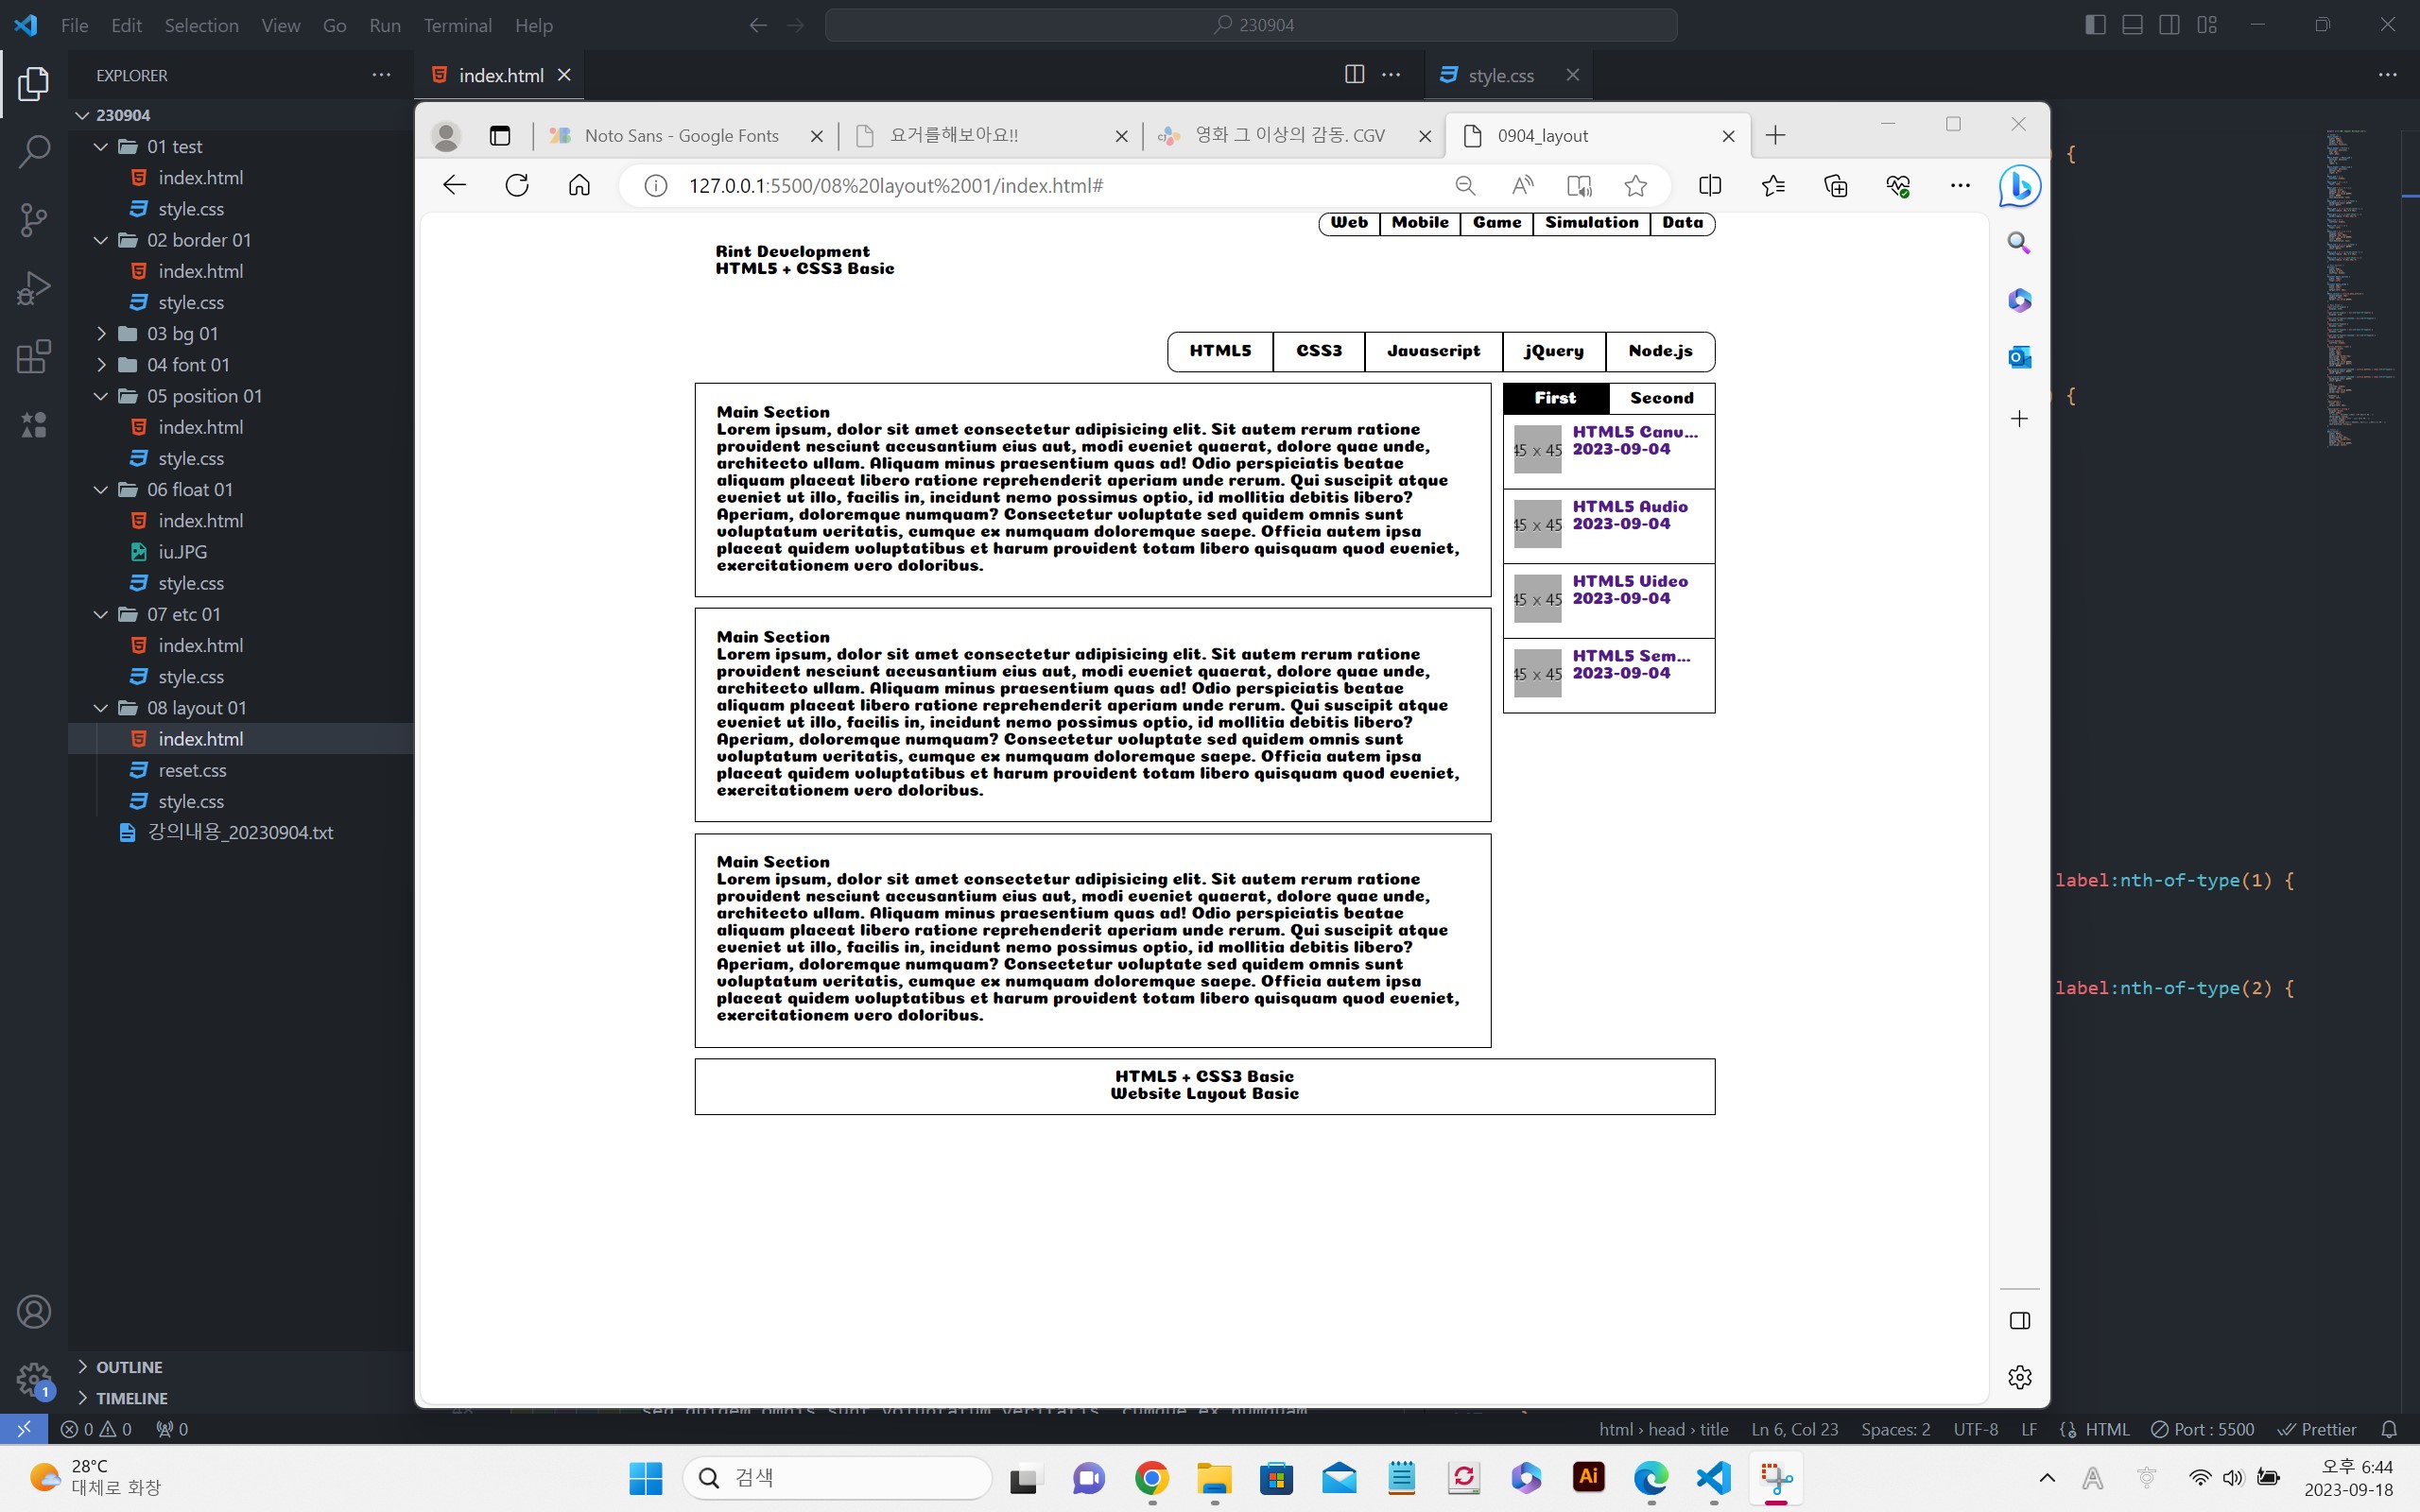 File Edit Selection View Go Run Terminal Help
230904
EXPLORER
index.html
style.css
230904
01 test
index.html
style.css
02 border 01
index.html
style.css
03 bg 01
04 font 01
05 position 01
index.html
style.css
06 float 01
index.html
iu.JPG
style.css
07 etc 01
index.html
style.css
08 layout 01
index.html
reset.css
style.css
강의내용_20230904.txt
OUTLINE
TIMELINE
Noto Sans - Google Fonts
요거를해보아요!!
영화 그 이상의 감동. CGV
0904_layout
127.0.0.1:5500/08%20layout%2001/index.html#
Web Mobile Game Simulation Data
Rint Development
HTML5 + CSS3 Basic
HTML5 CSS3 Javascript jQuery Node.js
Main Section
Lorem ipsum, dolor sit amet consectetur adipisicing elit. Sit autem rerum ratione
provident nesciunt accusantium eius aut, modi eveniet quaerat, dolore quae unde,
architecto ullam. Aliquam minus praesentium quas ad! Odio perspiciatis beatae
aliquam placeat libero ratione reprehenderit aperiam unde rerum. Qui suscipit atque
eveniet ut illo, facilis in, incidunt nemo possimus optio, id mollitia debitis libero?
Aperiam, doloremque numquam? Consectetur voluptate sed quidem omnis sunt
voluptatum veritatis, cumque ex numquam doloremque saepe. Officia autem ipsa
placeat quidem voluptatibus et harum provident totam libero quisquam quod eveniet,
exercitationem vero doloribus.
Main Section
Lorem ipsum, dolor sit amet consectetur adipisicing elit. Sit autem rerum ratione
provident nesciunt accusantium eius aut, modi eveniet quaerat, dolore quae unde,
architecto ullam. Aliquam minus praesentium quas ad! Odio perspiciatis beatae
aliquam placeat libero ratione reprehenderit aperiam unde rerum. Qui suscipit atque
eveniet ut illo, facilis in, incidunt nemo possimus optio, id mollitia debitis libero?
Aperiam, doloremque numquam? Consectetur voluptate sed quidem omnis sunt
voluptatum veritatis, cumque ex numquam doloremque saepe. Officia autem ipsa
placeat quidem voluptatibus et harum provident totam libero quisquam quod eveniet,
exercitationem vero doloribus.
Main Section
Lorem ipsum, dolor sit amet consectetur adipisicing elit. Sit autem rerum ratione
provident nesciunt accusantium eius aut, modi eveniet quaerat, dolore quae unde,
architecto ullam. Aliquam minus praesentium quas ad! Odio perspiciatis beatae
aliquam placeat libero ratione reprehenderit aperiam unde rerum. Qui suscipit atque
eveniet ut illo, facilis in, incidunt nemo possimus optio, id mollitia debitis libero?
Aperiam, doloremque numquam? Consectetur voluptate sed quidem omnis sunt
voluptatum veritatis, cumque ex numquam doloremque saepe. Officia autem ipsa
placeat quidem voluptatibus et harum provident totam libero quisquam quod eveniet,
exercitationem vero doloribus.
First Second
45 x 45
HTML5 Canv...
2023-09-04
45 x 45
HTML5 Audio
2023-09-04
45 x 45
HTML5 Video
2023-09-04
45 x 45
HTML5 Sem...
2023-09-04
HTML5 + CSS3 Basic
Website Layout Basic
{
{
label:nth-of-type(1) {
label:nth-of-type(2) {
sed quidem omnis sunt voluptatum veritatis, cumque ex numquam
1
0 0 0
html › head › title Ln 6, Col 23 Spaces: 2 UTF-8 LF HTML Port : 5500 Prettier
28°C
대체로 화창
검색
Ai
A
오후 6:44
2023-09-18